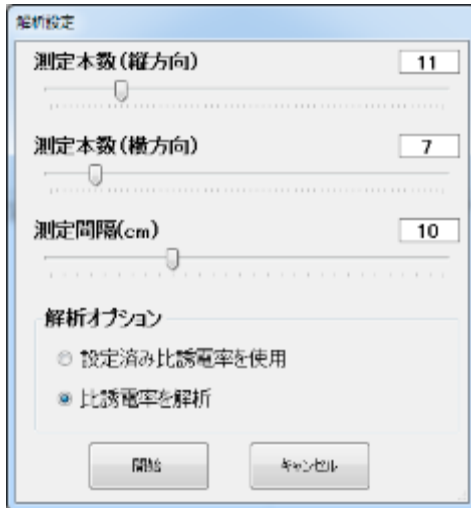 解析設定
測定本数(縦方向)
11
測定本数(横方向)
7
測定間隔(cm)
10
解析オプション
設定済み比誘電率を使用
比誘電率を解析
開始
キャンセル